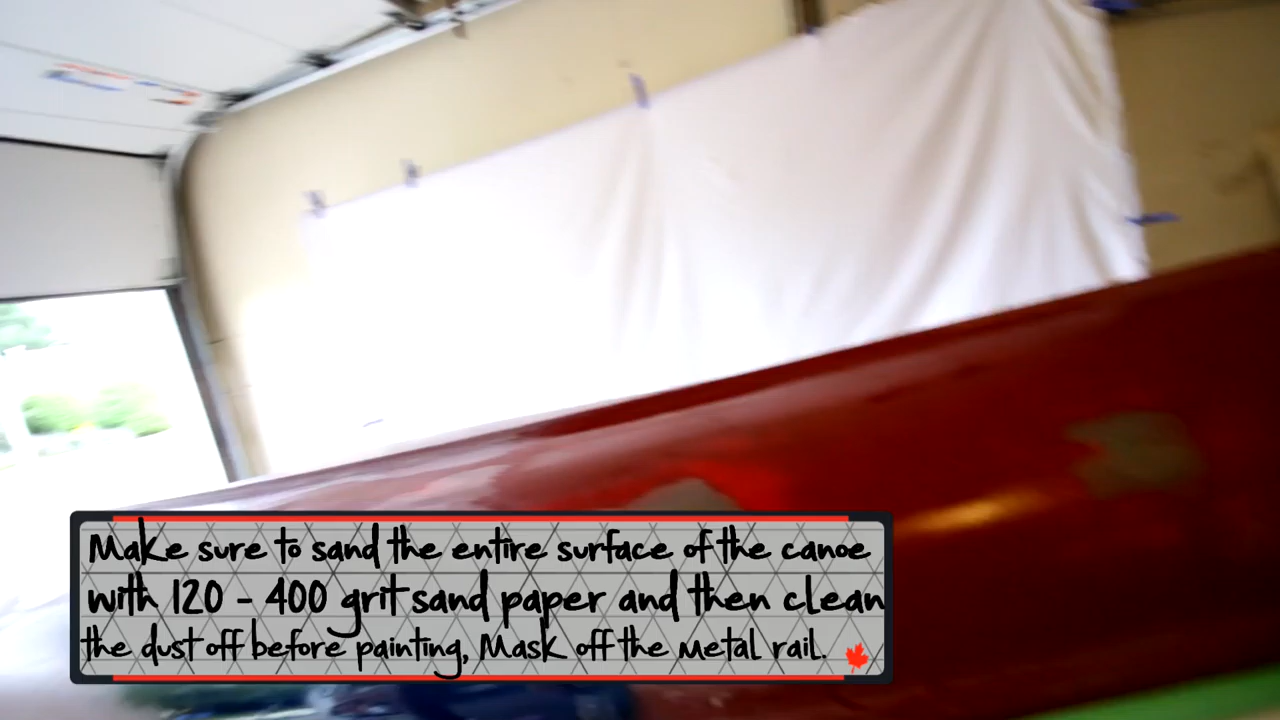 Make sure to sand the entire surface of the canoe
with 120 - 400 grit sand paper and then clean
the dust off before painting, Mask off the metal rail.